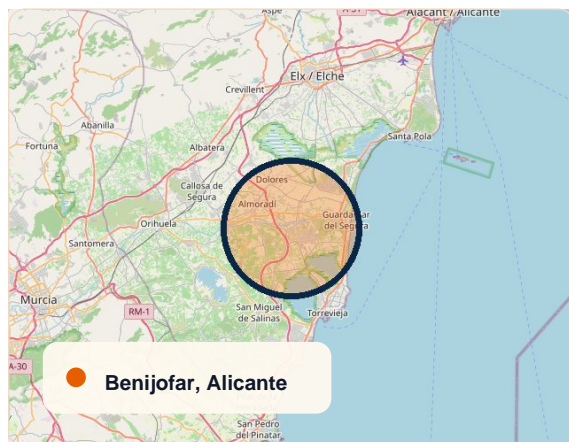 Aspe
A-31
Alacant / Alicante
Elx / Elche
Crevillent
Abanilla
Fortuna
Albatera
Santa Pola
Dolores
Callosa de
Segura
Almoradí
Guardamar
del Segura
Orihuela
Santomera
Murcia
RM-1
San Miguel
de Salinas
Torrevieja
A-30
Benijofar, Alicante
San Pedro
del Pinatar